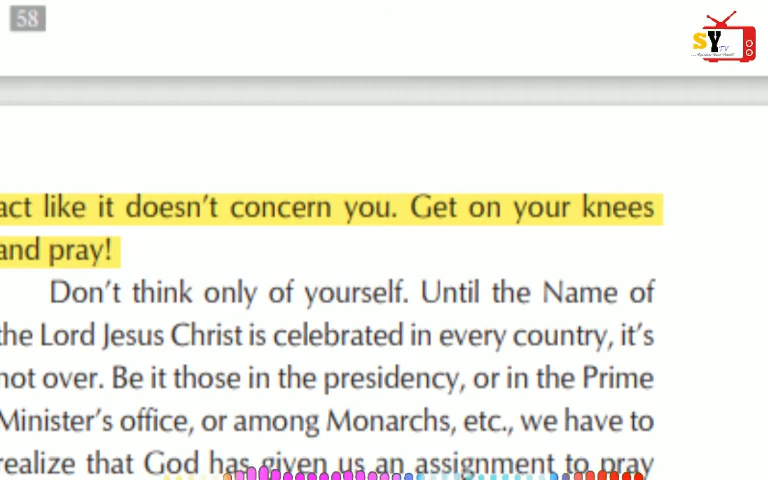 58
SYTV
act like it doesn't concern you. Get on your knees
and pray!
Don't think only of yourself. Until the Name of
the Lord Jesus Christ is celebrated in every country, it's
not over. Be it those in the presidency, or in the Prime
Minister's office, or among Monarchs, etc., we have to
realize that God has given us an assignment to pray